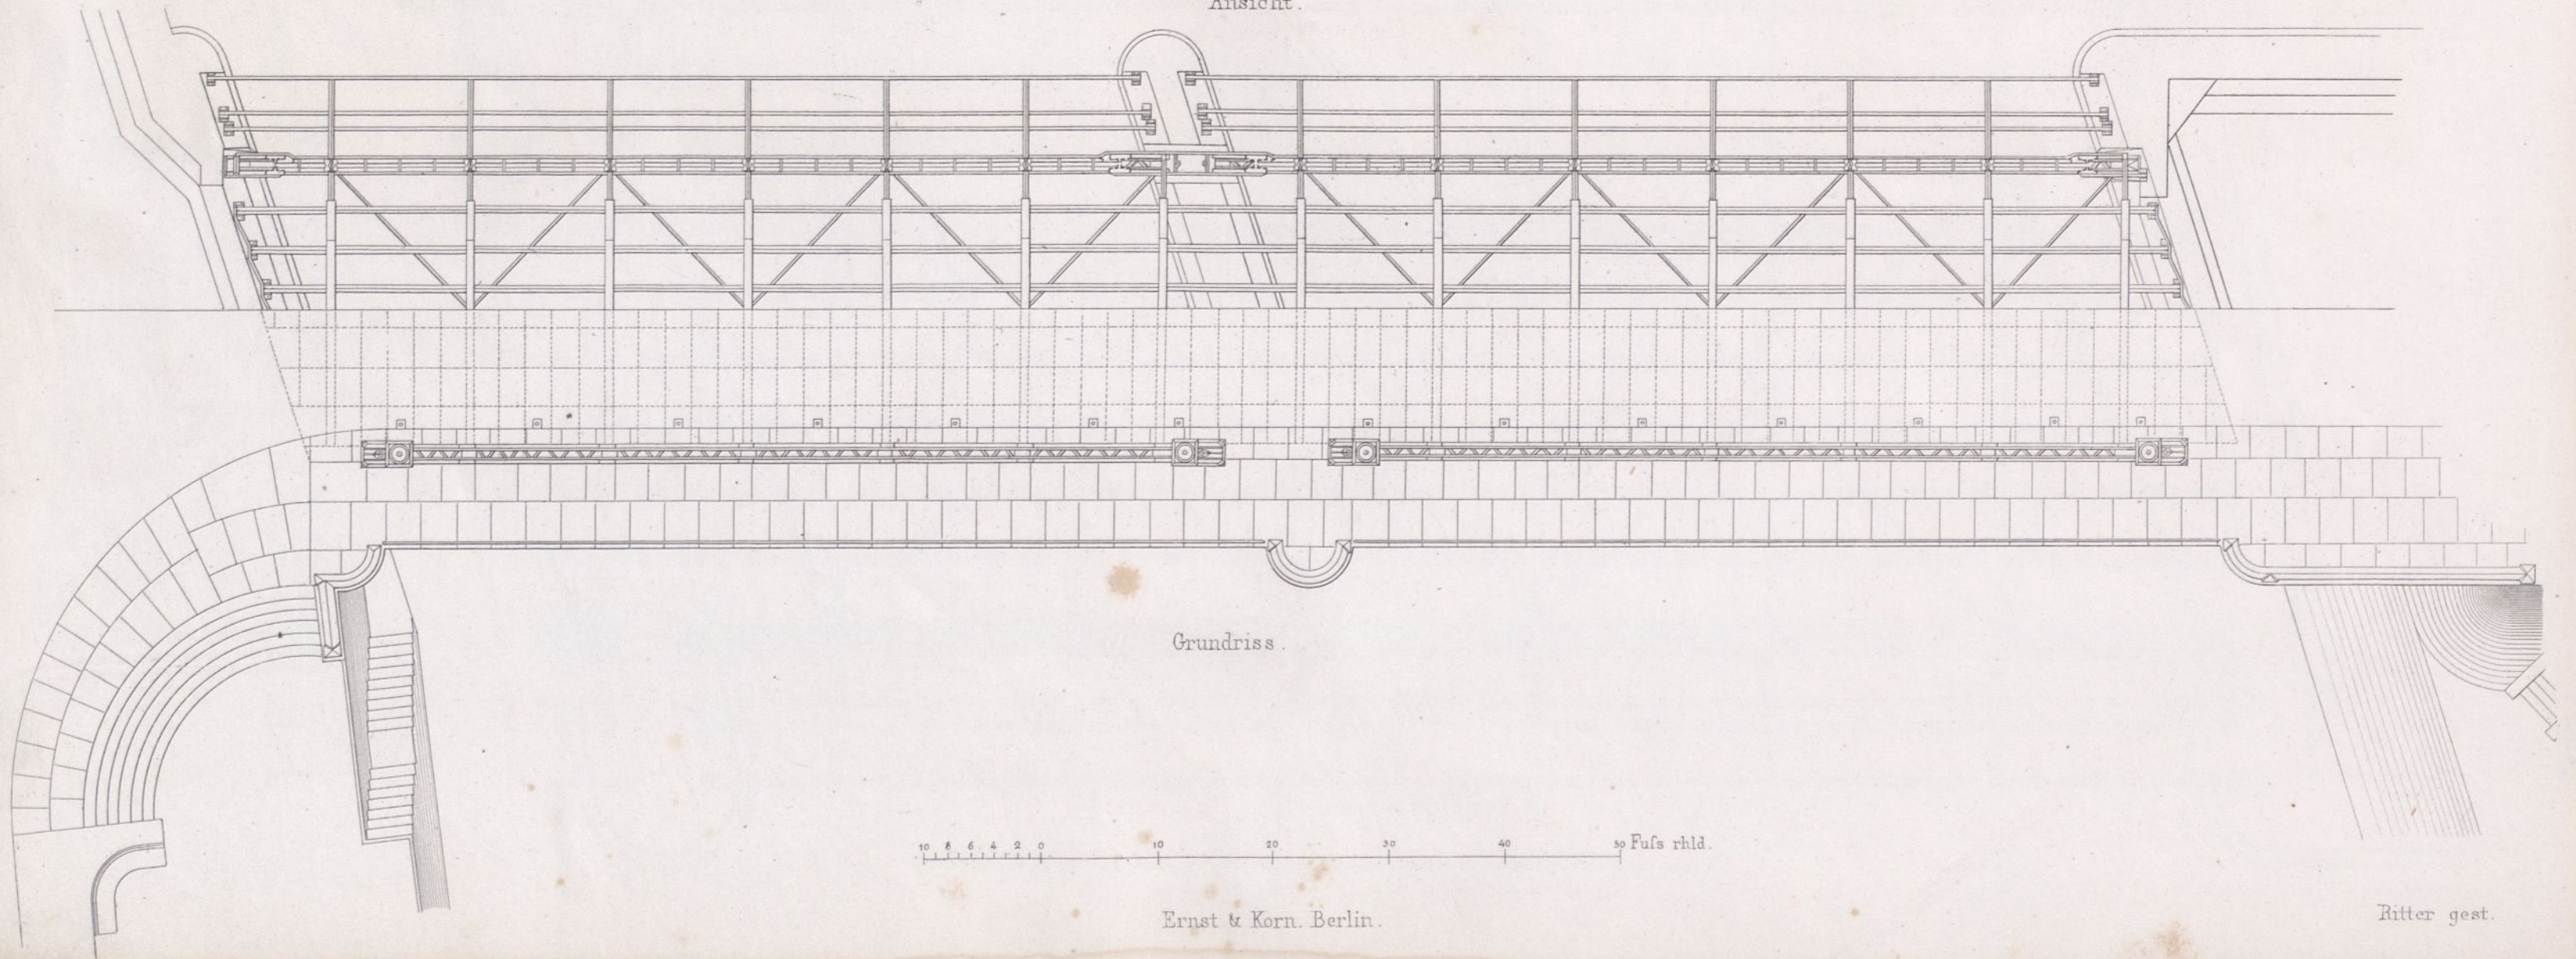 Ansicht.
Grundriss.
10 8 6 4 2 0 10 20 30 40 50 Fuſs rhld.
Ernst & Korn. Berlin.
Ritter gest.